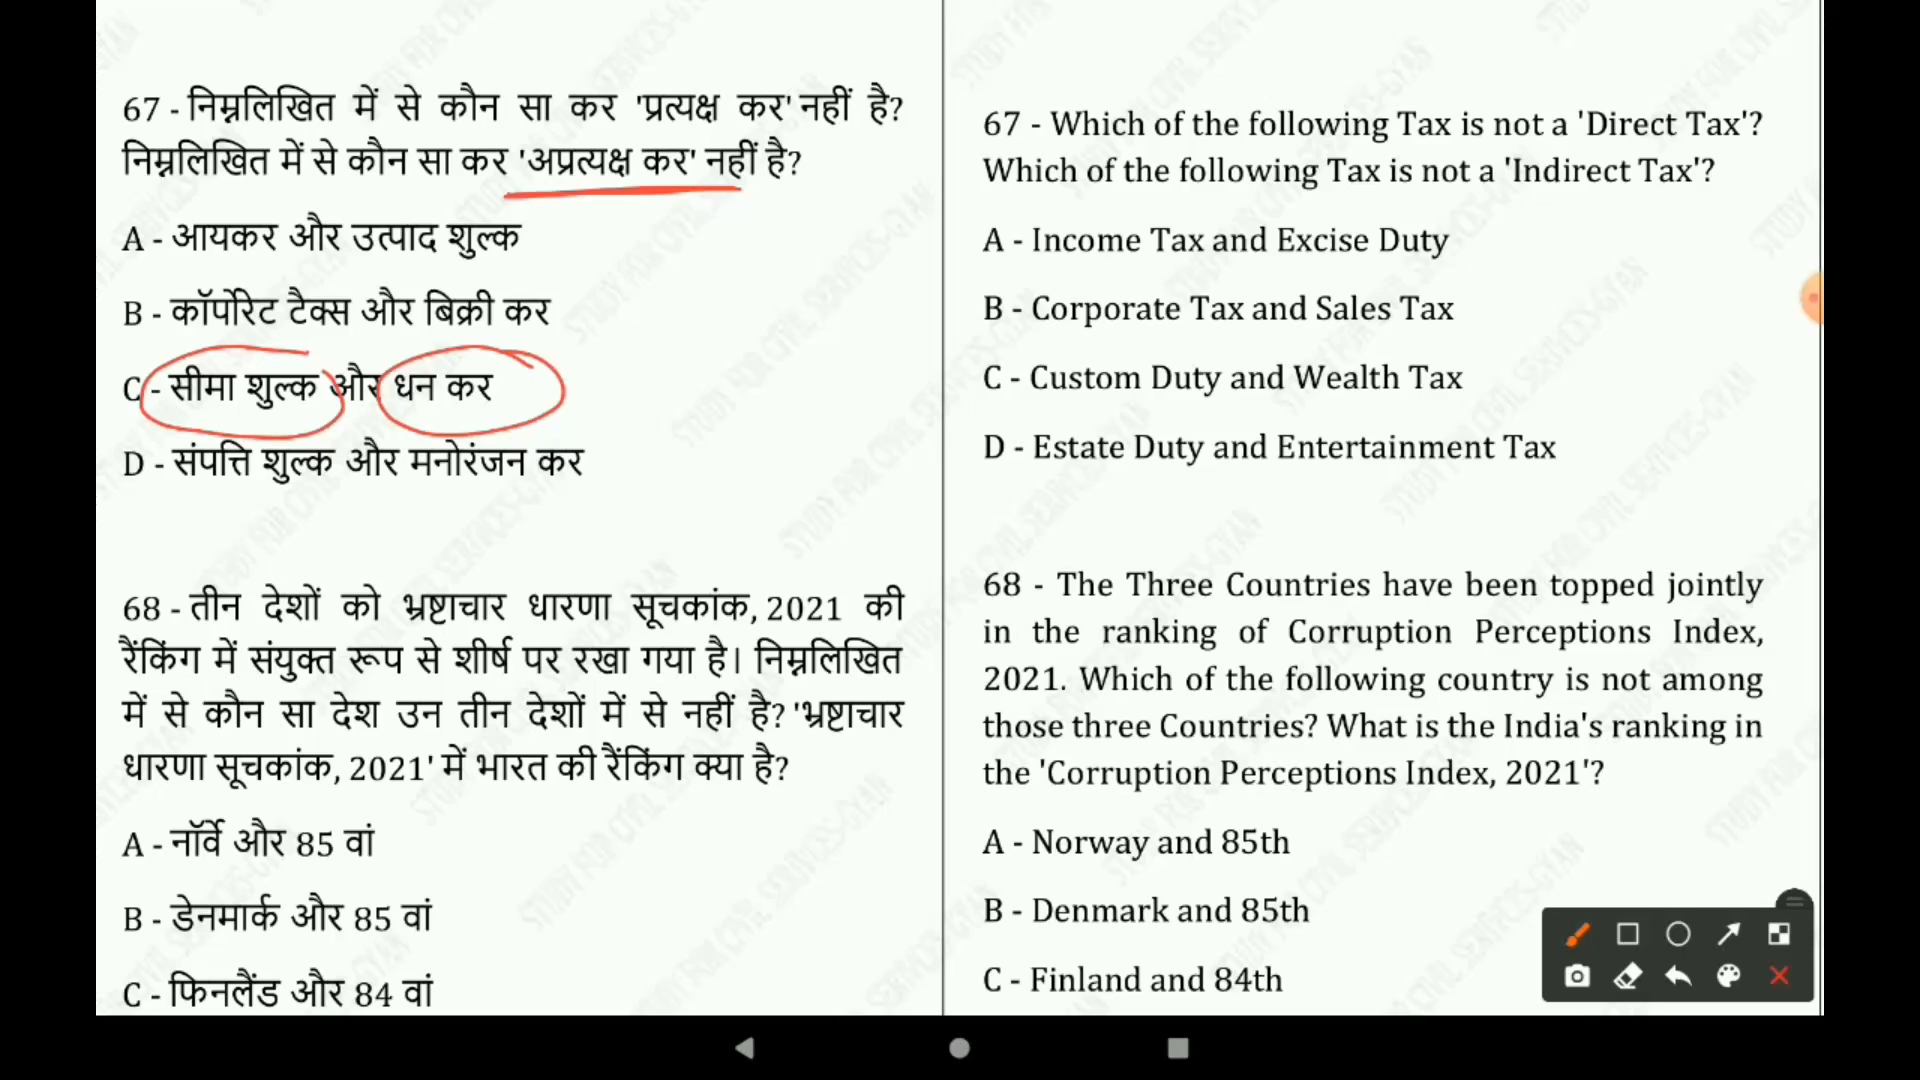 67 - निम्नलिखित में से कौन सा कर 'प्रत्यक्ष कर' नहीं है?
निम्नलिखित में से कौन सा कर 'अप्रत्यक्ष कर' नहीं है?
A - आयकर और उत्पाद शुल्क
B - कॉर्पोरेट टैक्स और बिक्री कर
C - सीमा शुल्क और धन कर
D - संपत्ति शुल्क और मनोरंजन कर
68 - तीन देशों को भ्रष्टाचार धारणा सूचकांक, 2021 की
रैंकिंग में संयुक्त रूप से शीर्ष पर रखा गया है। निम्नलिखित
में से कौन सा देश उन तीन देशों में से नहीं है? 'भ्रष्टाचार
धारणा सूचकांक, 2021' में भारत की रैंकिंग क्या है?
A - नॉर्वे और 85 वां
B - डेनमार्क और 85 वां
C - फिनलैंड और 84 वां
67 - Which of the following Tax is not a 'Direct Tax'?
Which of the following Tax is not a 'Indirect Tax'?
A - Income Tax and Excise Duty
B - Corporate Tax and Sales Tax
C - Custom Duty and Wealth Tax
D - Estate Duty and Entertainment Tax
68 - The Three Countries have been topped jointly
in the ranking of Corruption Perceptions Index,
2021. Which of the following country is not among
those three Countries? What is the India's ranking in
the 'Corruption Perceptions Index, 2021'?
A - Norway and 85th
B - Denmark and 85th
C - Finland and 84th
STUDY FOR CIVIL SERVICES-GYAN